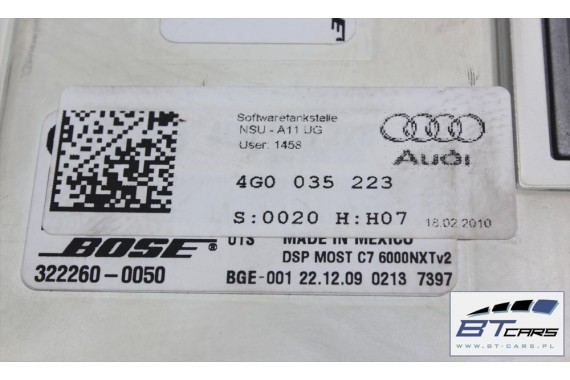 Softwaretankstelle
NSU - A11 UG
User: 1458
Audi
4G0 035 223
S:0020 H:H07 18.02.2010
BOSE UTS MADE IN MEXICO
DSP MOST C7 6000NXTv2
322260-0050 BGE-001 22.12.09 0213 7397
BT CARS
WWW.BT-CARS.PL